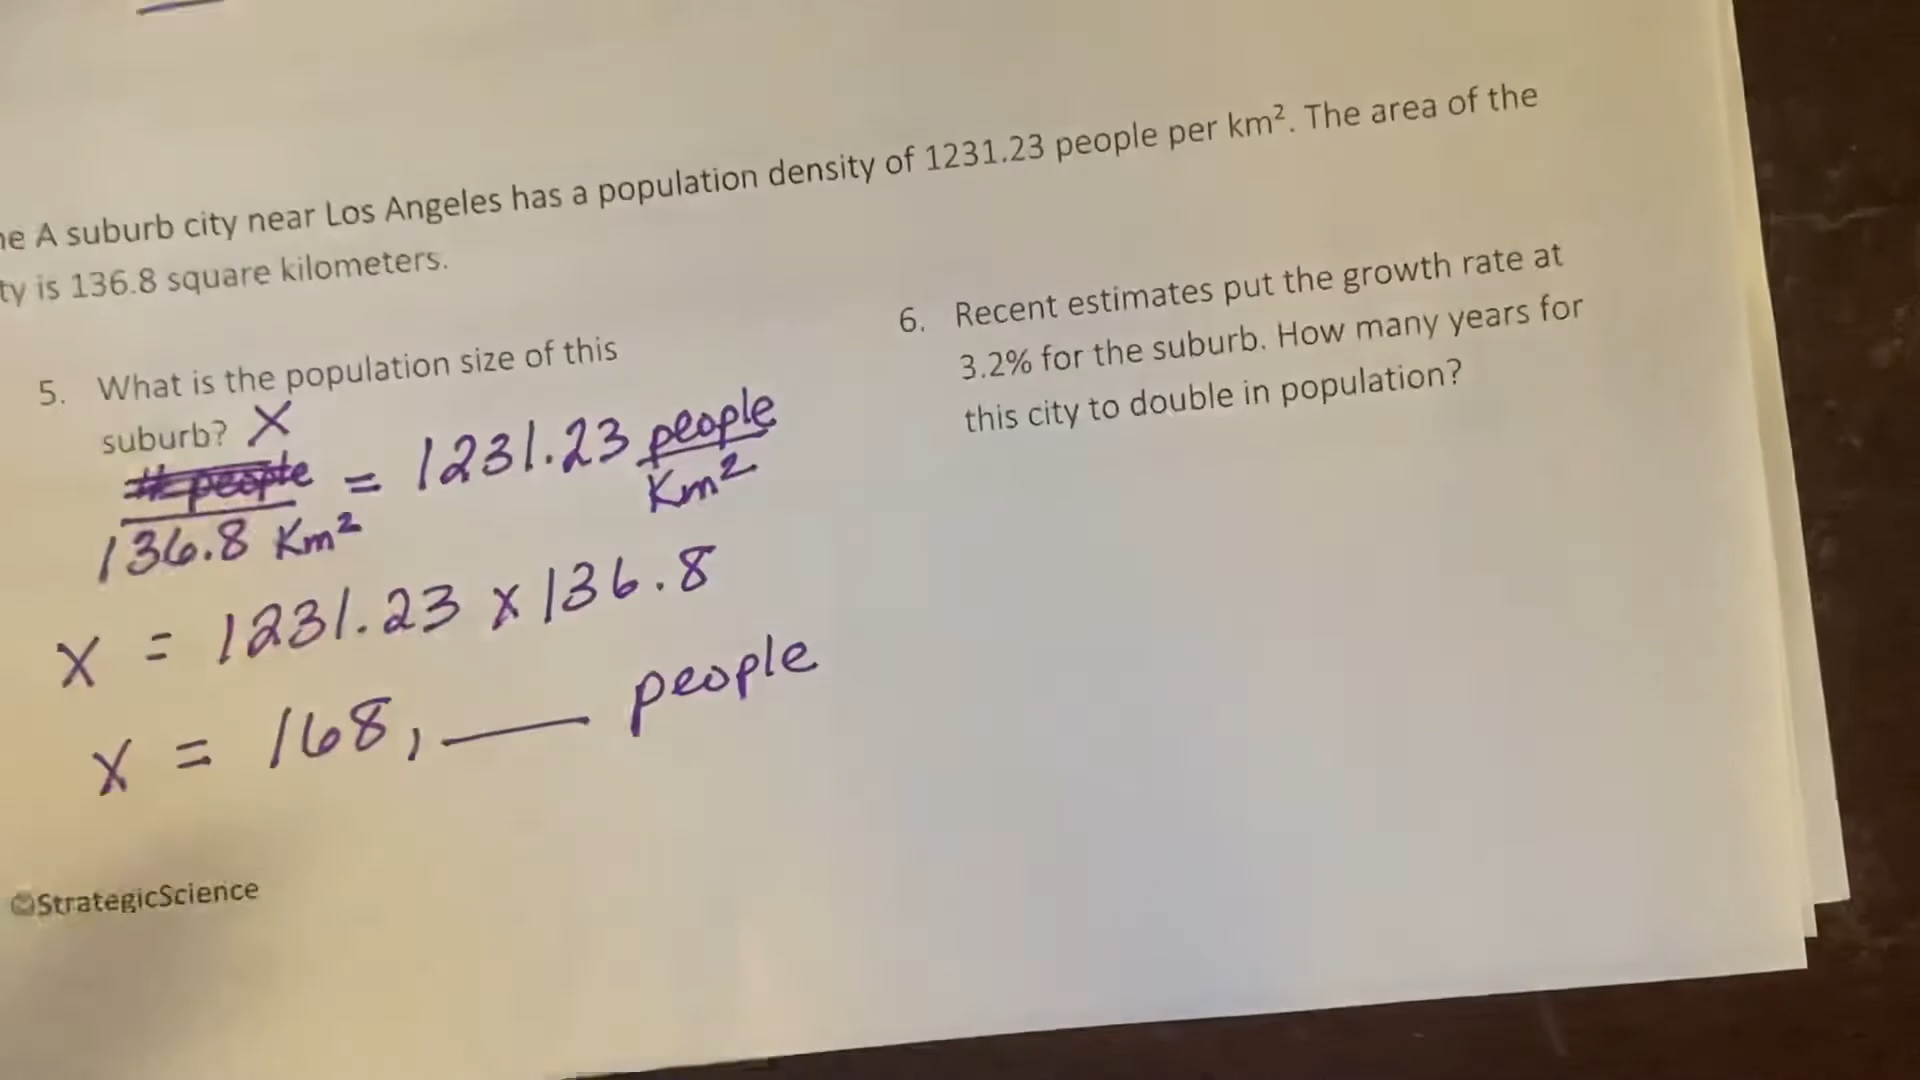 A suburb city near Los Angeles has a population density of 1231.23 people per km². The area of the
is 136.8 square kilometers.
5. What is the population size of this
suburb? X
# people = 1231.23 people
136.8 Km² Km²
X = 1231.23 x 136.8
X = 168,___ people
6. Recent estimates put the growth rate at
3.2% for the suburb. How many years for
this city to double in population?
©StrategicScience